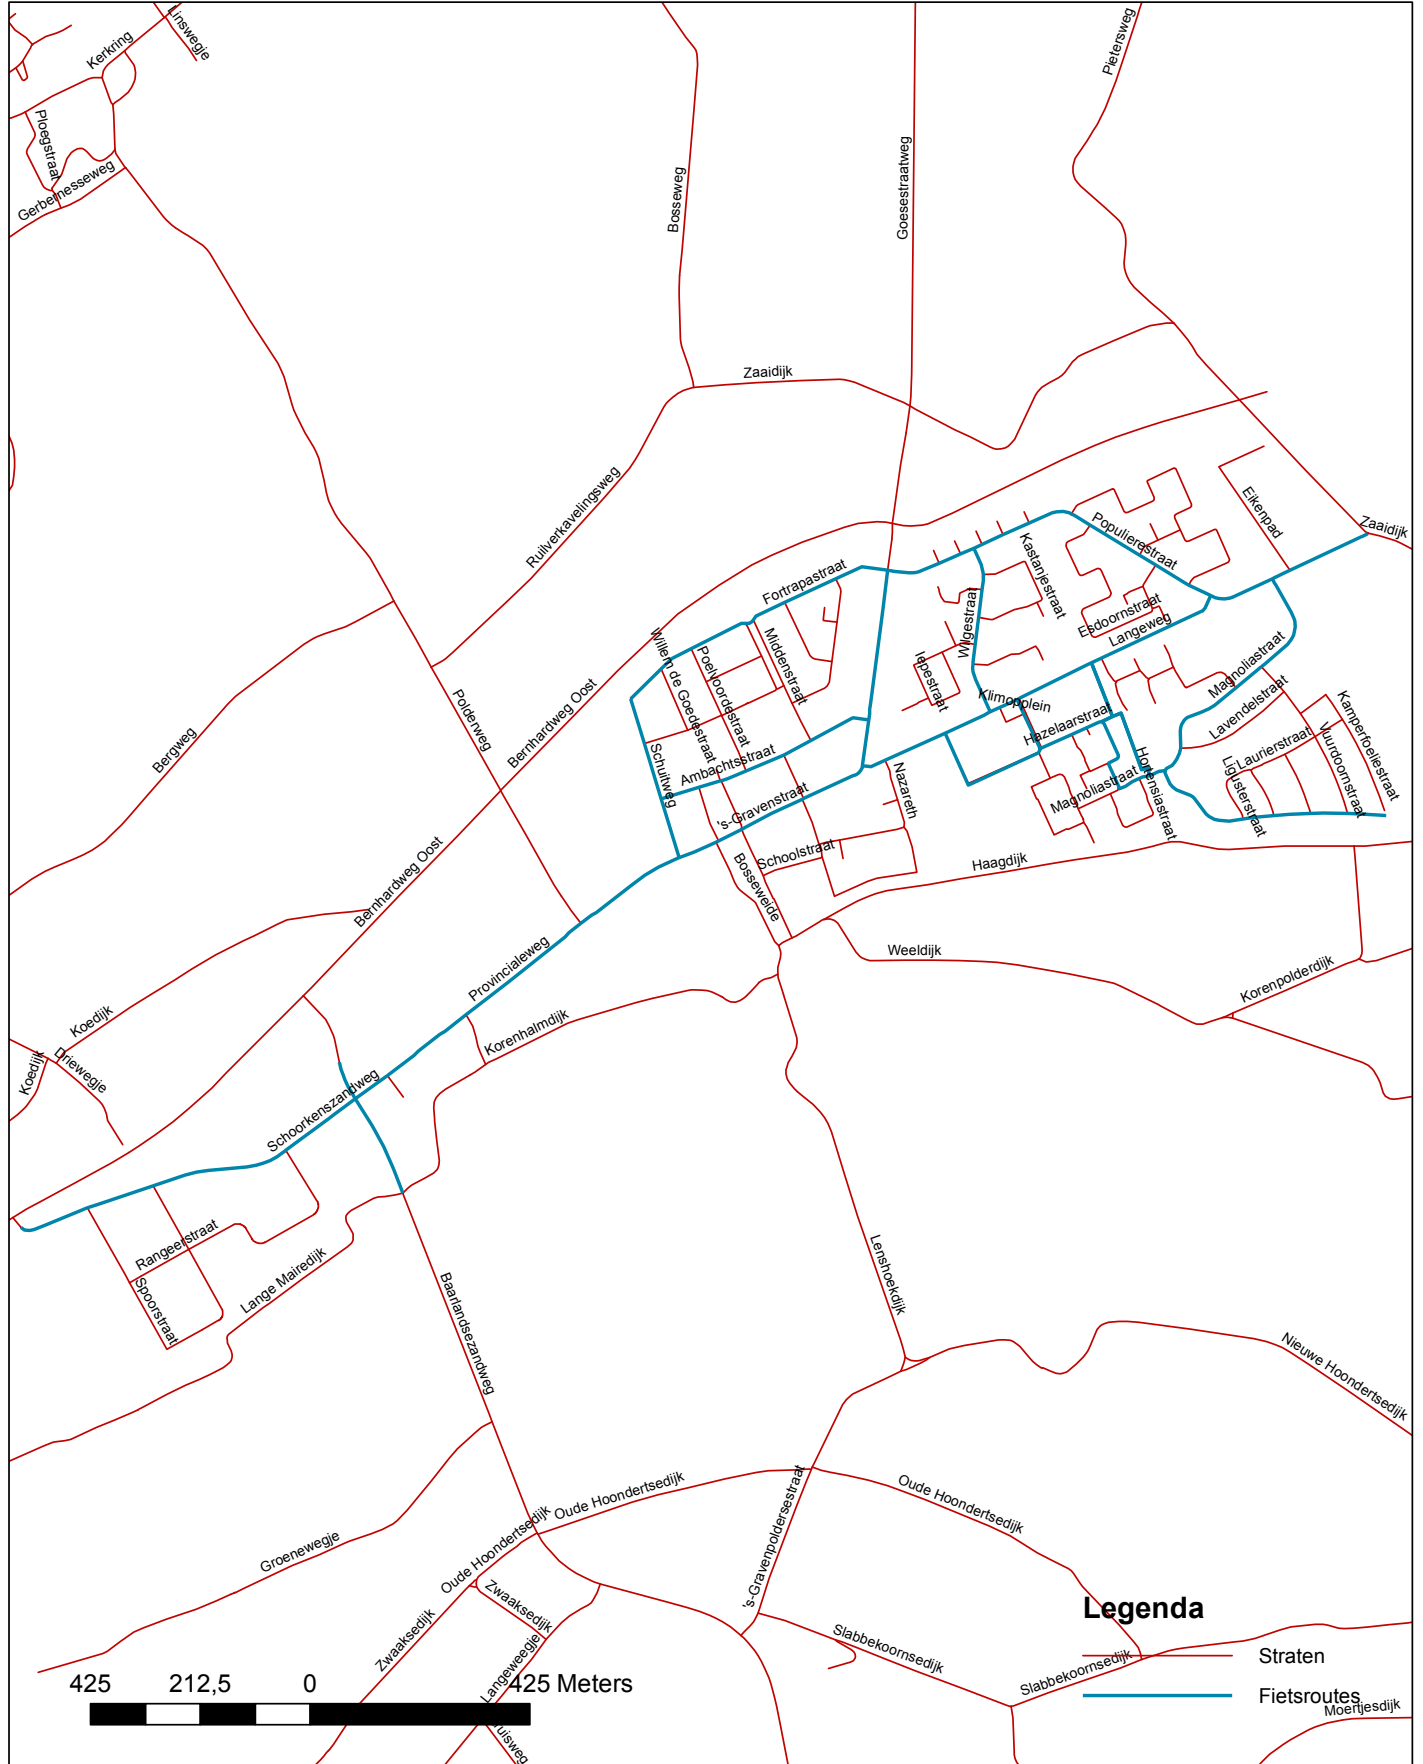 Linswegje
Kerkring
Pietersweg
Ploegstraat
Gerbernesseweg
Bosseweg
Goesestraatweg
Zaaidijk
Ruilverkavelingsweg
Eikenpad
Zaaidijk
Populierestraat
Kastanjestraat
Fortrapastraat
Esdoornstraat
Langeweg
Wilgestraat
Willem de Goedestraat
Poelvoordestraat
Middenstraat
Iepestraat
Magnoliastraat
Lavendelstraat
Klimopplein
Hazelaarstraat
Kamperfoeliestraat
Vuurdoornstraat
Laurierstraat
Ligusterstraat
Hortensiastraat
Magnoliastraat
Polderweg
Bernhardweg Oost
Bergweg
Schuitweg
Ambachtsstraat
's-Gravenstraat
Nazareth
Schoolstraat
Bosseweide
Haagdijk
Bernhardweg Oost
Weeldijk
Korenpolderdijk
Provincialeweg
Korenhalmdijk
Koedijk
Koedijk
Driewegje
Schoorkenszandweg
Rangeerstraat
Spoorstraat
Lange Mairedijk
Lenshoekdijk
Baarlandsezandweg
Nieuwe Hoondertsedijk
Oude Hoondertsedijk
Oude Hoondertsedijk
Oude Hoondertsedijk
Groenewegje
's-Gravenpoldersestraat
Zwaaksedijk
Zwaaksedijk
Langeweegje
Slabbekoornsedijk
Slabbekoornsedijk
Moertjesdijk
Legenda
Straten
Fietsroutes
425 212,5 0 425 Meters